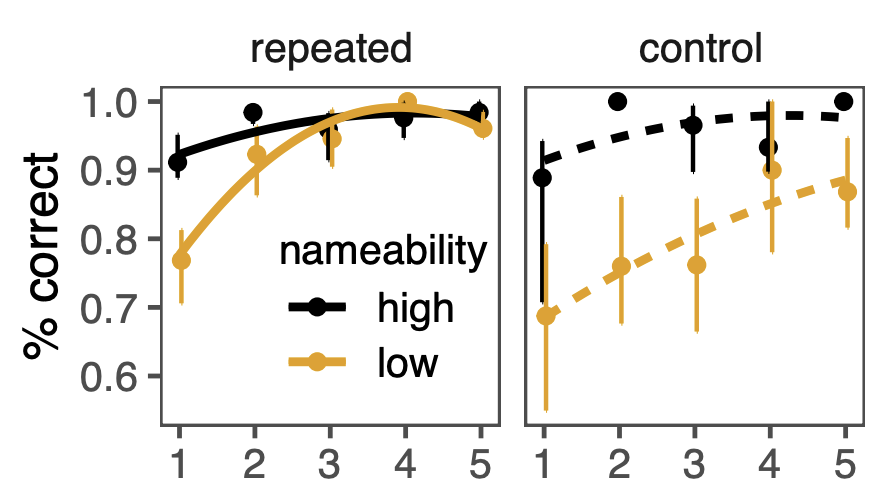 repeated
control
% correct
1.0
0.9
0.8
0.7
0.6
nameability
high
low
1 2 3 4 5
1 2 3 4 5